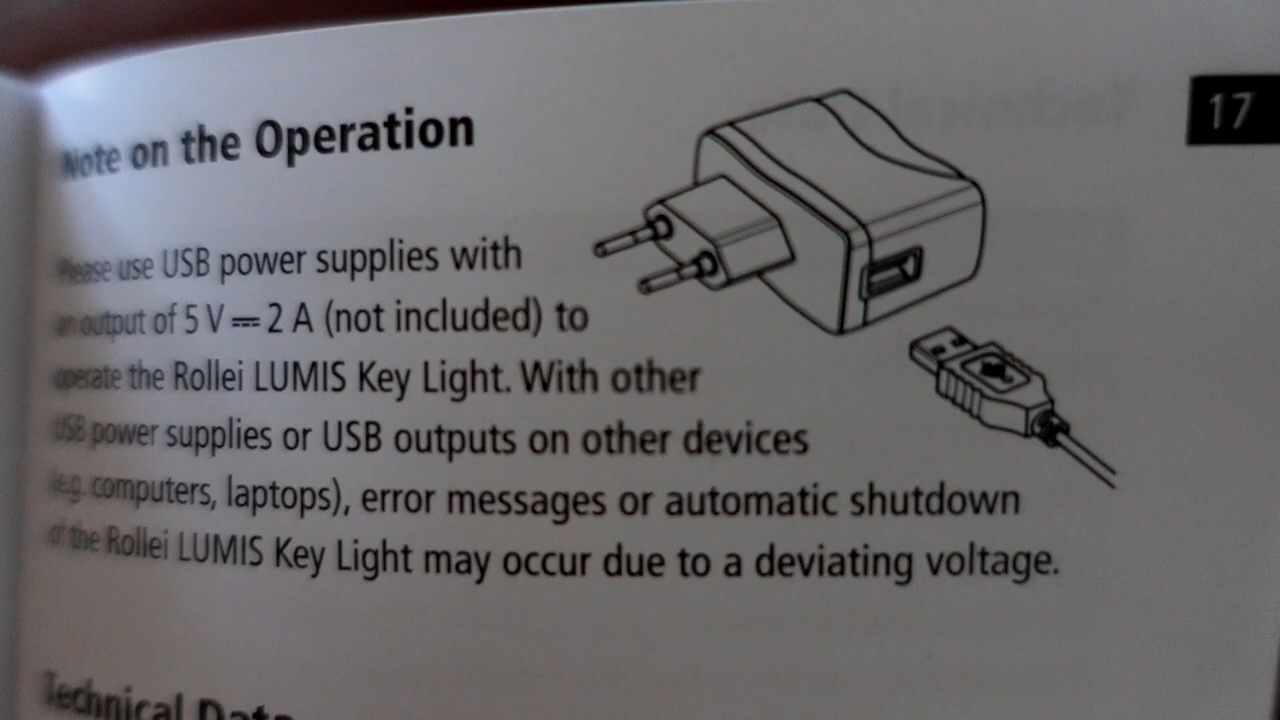 17
Note on the Operation
Please use USB power supplies with
an output of 5 V ⎓ 2 A (not included) to
operate the Rollei LUMIS Key Light. With other
USB power supplies or USB outputs on other devices
(e.g. computers, laptops), error messages or automatic shutdown
of the Rollei LUMIS Key Light may occur due to a deviating voltage.
Technical Data